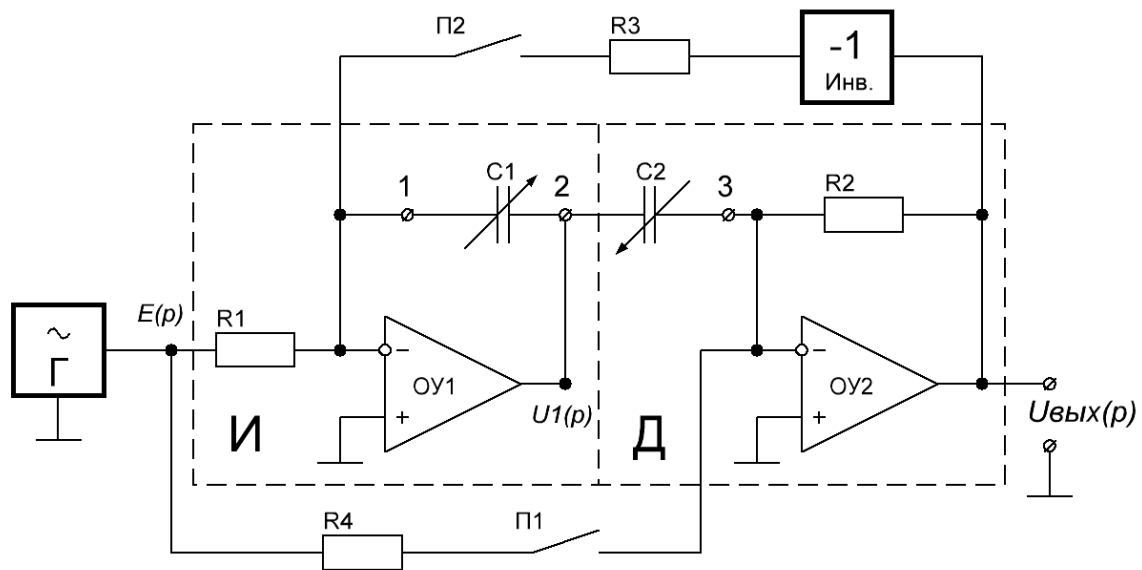 П2
R3
-1
Инв.
1
C1
2
C2
3
R2
E(p)
R1
~
Г
−
ОУ1
+
U1(p)
И
−
ОУ2
+
Д
Uвых(p)
R4
П1